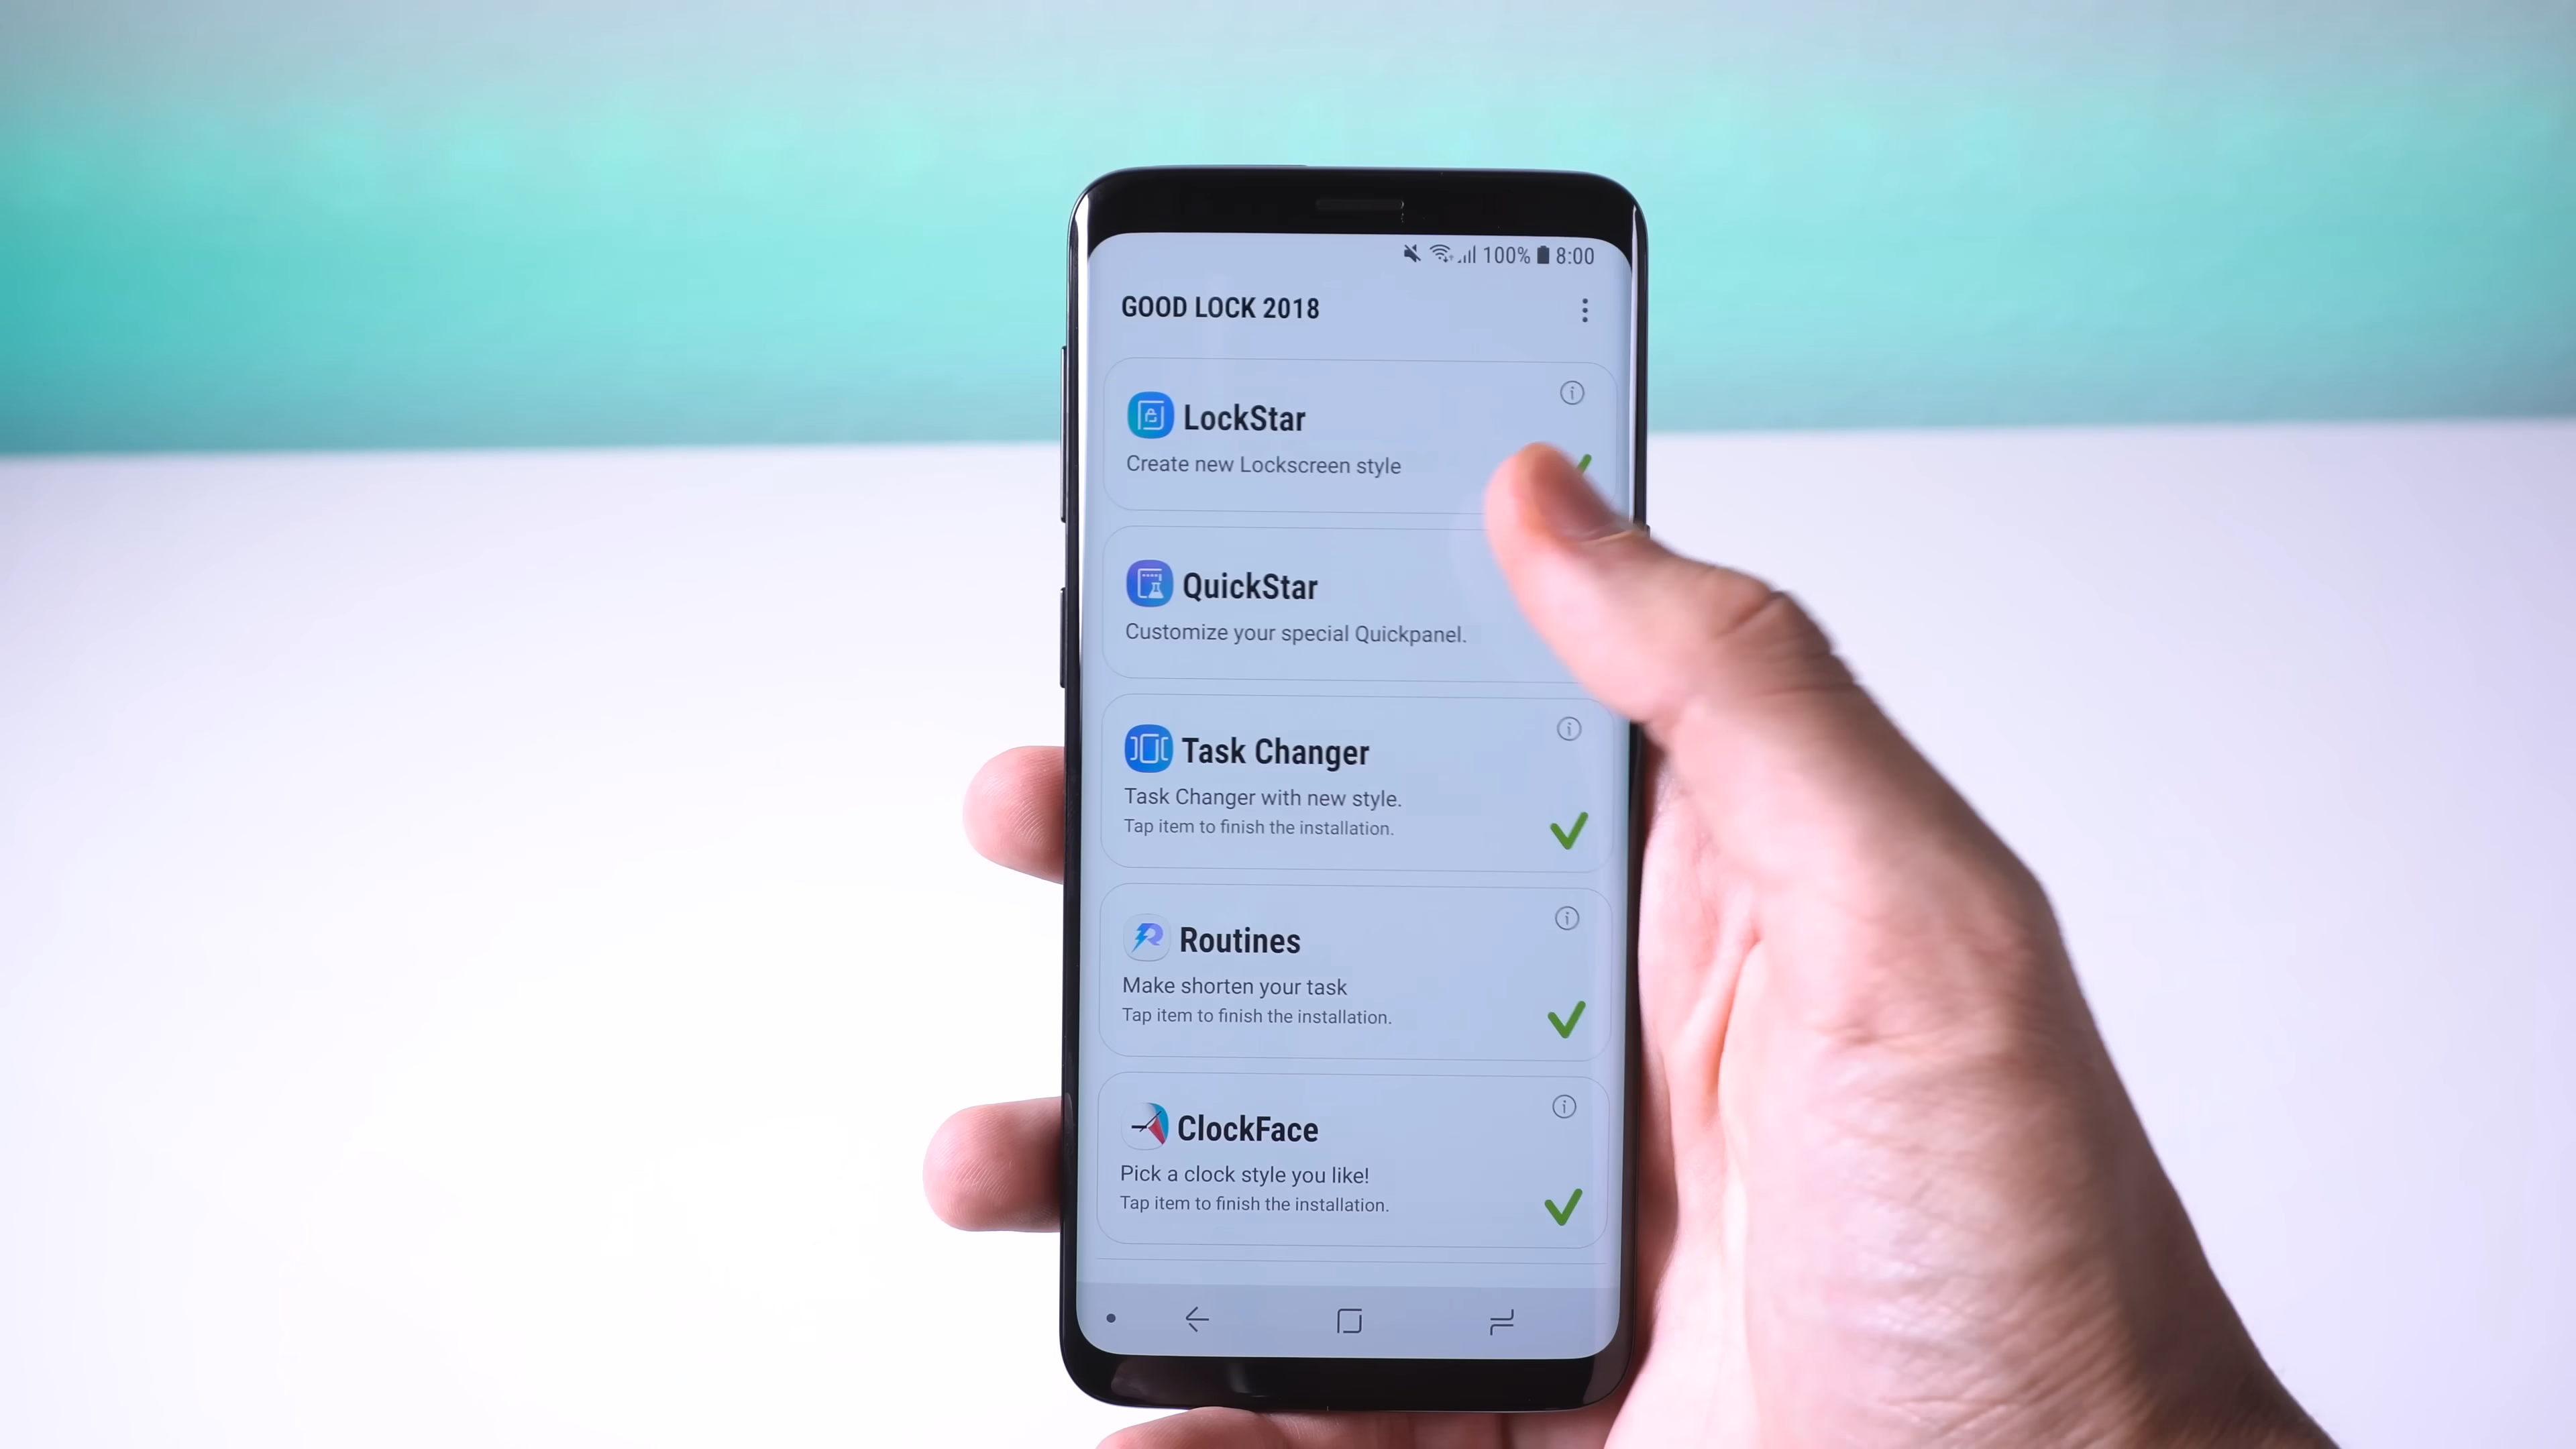 100% 8:00
GOOD LOCK 2018
LockStar
Create new Lockscreen style
QuickStar
Customize your special Quickpanel.
Task Changer
Task Changer with new style.
Tap item to finish the installation.
Routines
Make shorten your task
Tap item to finish the installation.
ClockFace
Pick a clock style you like!
Tap item to finish the installation.